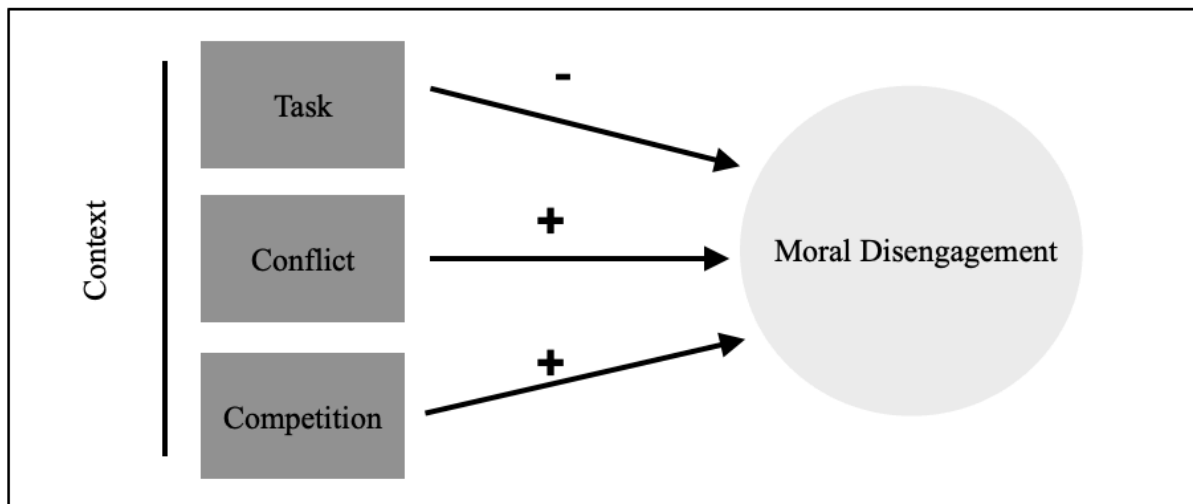 Context
Task
-
Conflict
+
Competition
+
Moral Disengagement